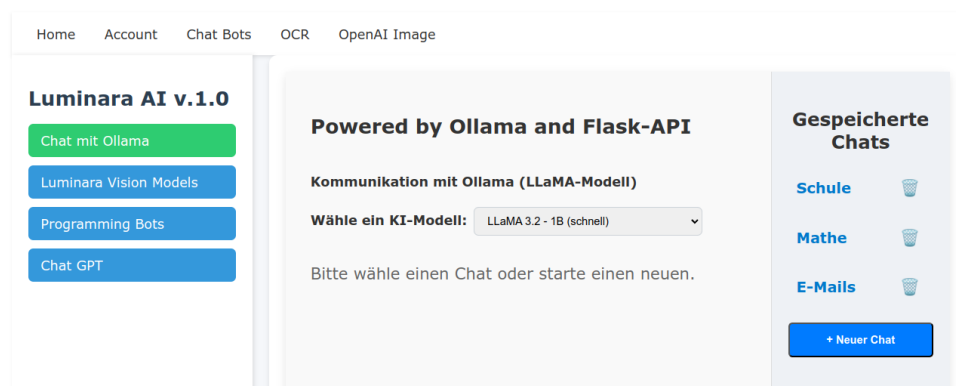 Home Account Chat Bots OCR OpenAI Image
Luminara AI v.1.0
Chat mit Ollama
Luminara Vision Models
Programming Bots
Chat GPT
Powered by Ollama and Flask-API
Kommunikation mit Ollama (LLaMA-Modell)
Wähle ein KI-Modell: LLaMA 3.2 - 1B (schnell)
Bitte wähle einen Chat oder starte einen neuen.
Gespeicherte
Chats
Schule
Mathe
E-Mails
+ Neuer Chat